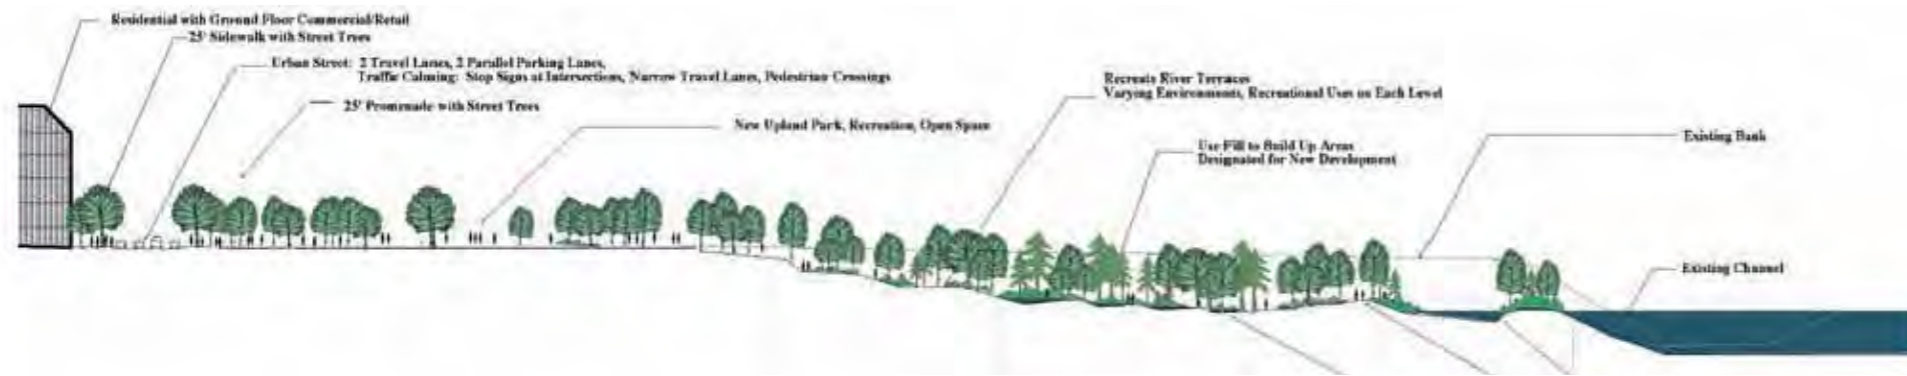 Residential with Ground Floor Commercial/Retail
25' Sidewalk with Street Trees
Urban Street: 2 Travel Lanes, 2 Parallel Parking Lanes,
Traffic Calming: Stop Signs at Intersections, Narrow Travel Lanes, Pedestrian Crossings
25' Promenade with Street Trees
New Upland Park, Recreation, Open Space
Recreate River Terraces
Varying Environments, Recreational Uses on Each Level
Use Fill to Build Up Areas
Designated for New Development
Existing Bank
Existing Channel